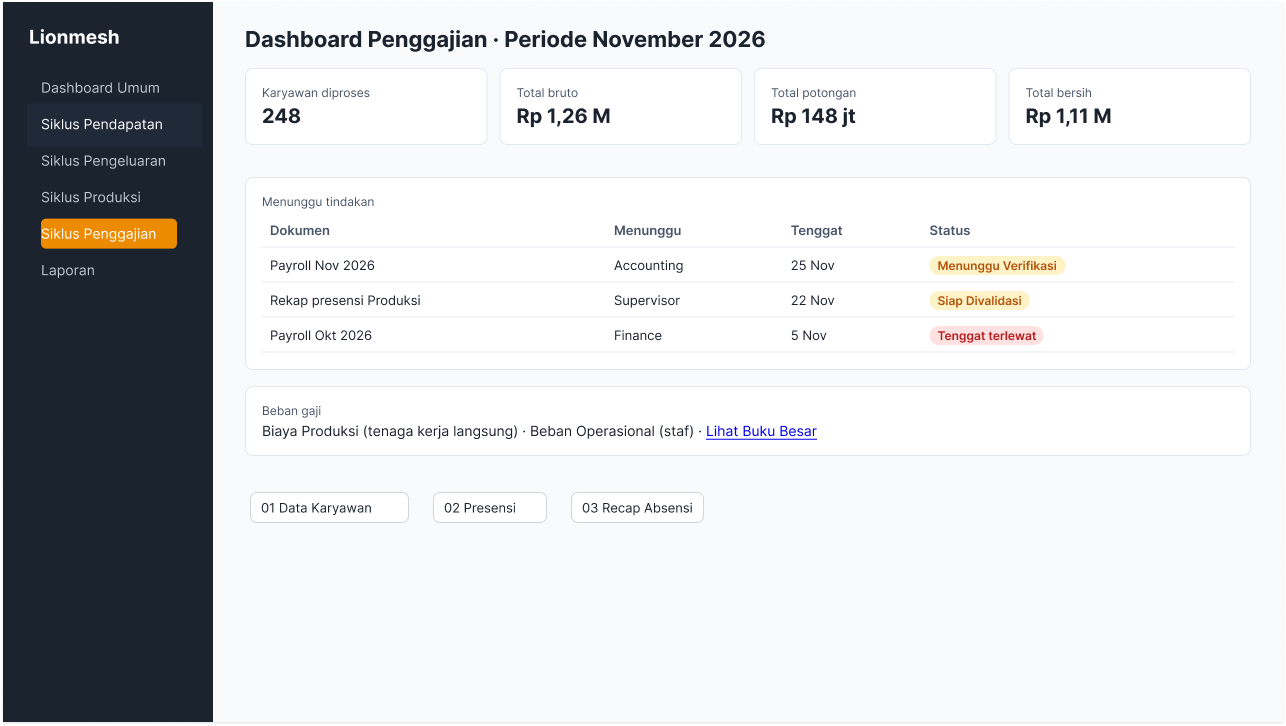 Lionmesh
Dashboard Umum
Siklus Pendapatan
Siklus Pengeluaran
Siklus Produksi
Siklus Penggajian
Laporan
Dashboard Penggajian · Periode November 2026
Karyawan diproses
248
Total bruto
Rp 1,26 M
Total potongan
Rp 148 jt
Total bersih
Rp 1,11 M
Menunggu tindakan
Dokumen Menunggu Tenggat Status
Payroll Nov 2026 Accounting 25 Nov Menunggu Verifikasi
Rekap presensi Produksi Supervisor 22 Nov Siap Divalidasi
Payroll Okt 2026 Finance 5 Nov Tenggat terlewat
Beban gaji
Biaya Produksi (tenaga kerja langsung) · Beban Operasional (staf) · Lihat Buku Besar
01 Data Karyawan 02 Presensi 03 Recap Absensi